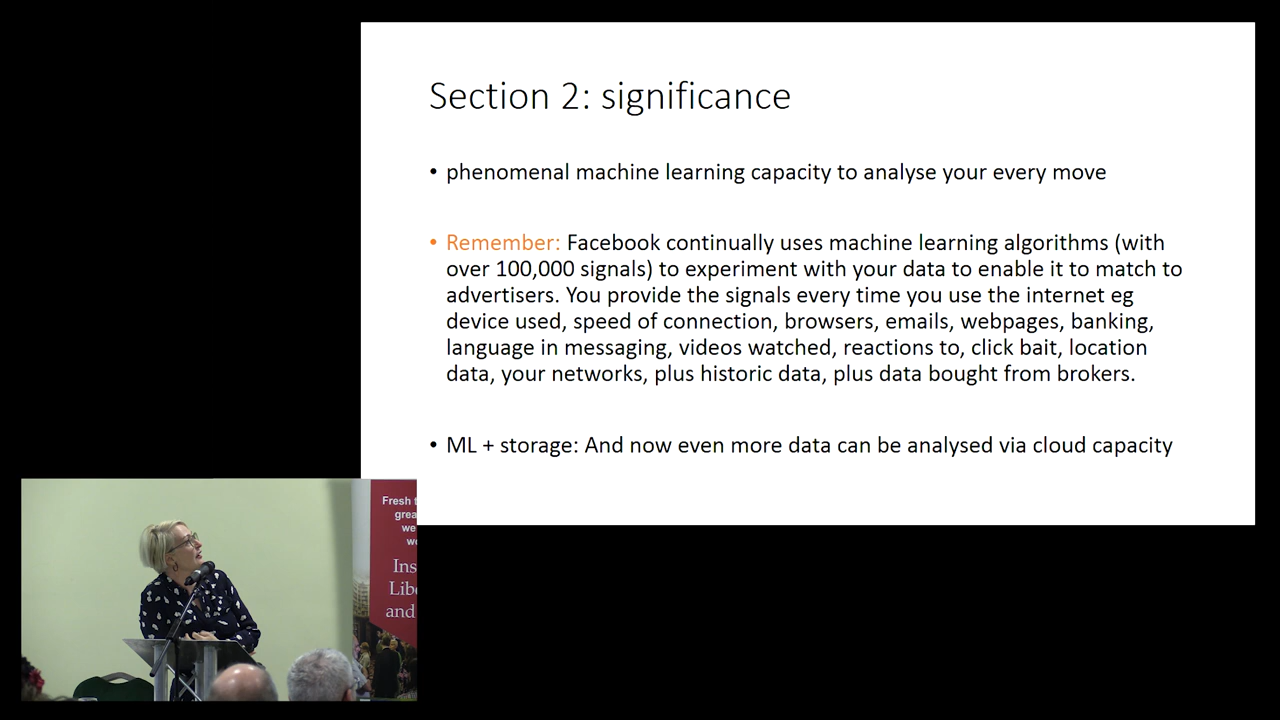 Section 2: significance
• phenomenal machine learning capacity to analyse your every move
• Remember: Facebook continually uses machine learning algorithms (with
over 100,000 signals) to experiment with your data to enable it to match to
advertisers. You provide the signals every time you use the internet eg
device used, speed of connection, browsers, emails, webpages, banking,
language in messaging, videos watched, reactions to, click bait, location
data, your networks, plus historic data, plus data bought from brokers.
• ML + storage: And now even more data can be analysed via cloud capacity
Fresh
grea
we
Ins
Libe
and